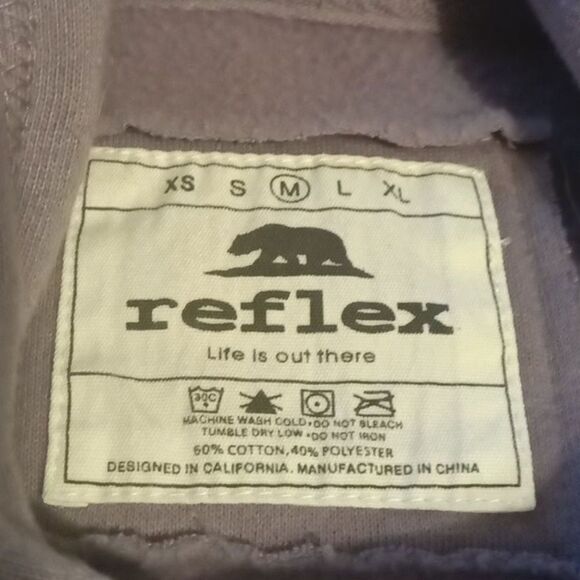 XS S M L XL
reflex
Life is out there
30C
MACHINE WASH COLD•DO NOT BLEACH
TUMBLE DRY LOW •DO NOT IRON
60% COTTON, 40% POLYESTER
DESIGNED IN CALIFORNIA. MANUFACTURED IN CHINA